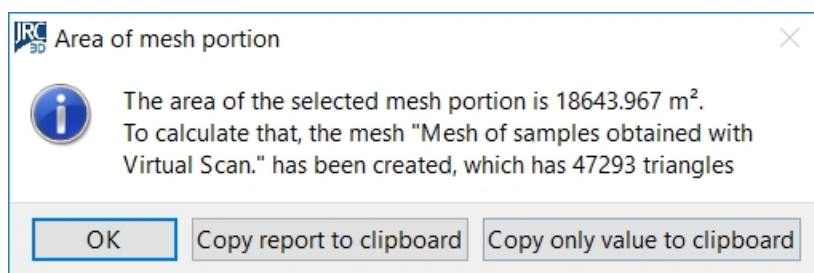 JRC
3D
Area of mesh portion
The area of the selected mesh portion is 18643.967 m².
To calculate that, the mesh "Mesh of samples obtained with
Virtual Scan." has been created, which has 47293 triangles
OK
Copy report to clipboard
Copy only value to clipboard